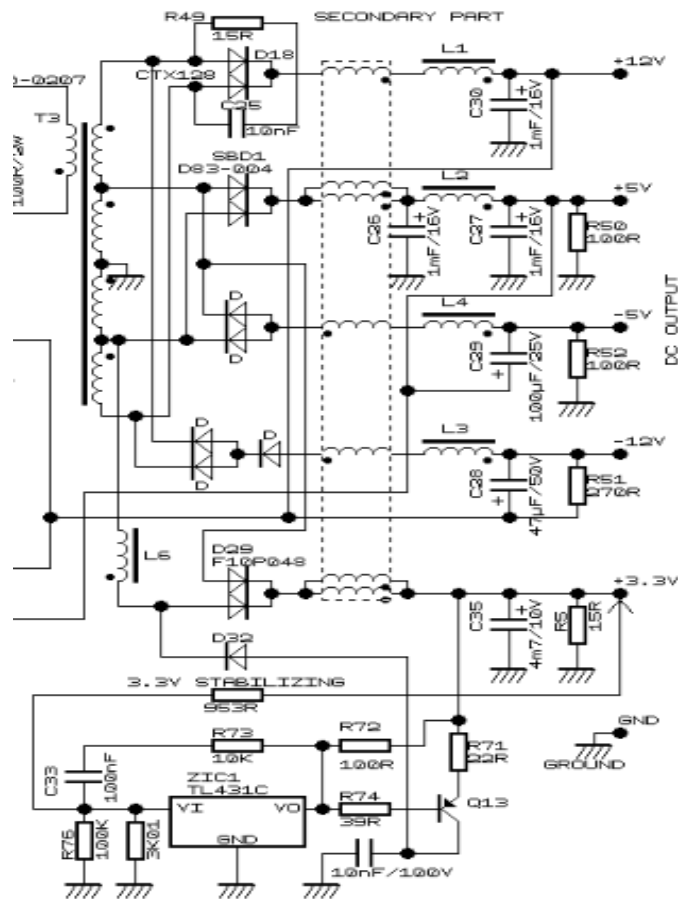 R49
SECONDARY PART
15R
D18
L1
+12V
CTX128
0-0207
T3
C25
10nF
C30
1mF/16V
100R/2W
SBD1
D83-004
L2
+5V
C26
1mF/16V
C27
1mF/16V
R50
100R
D
D
L4
-5V
C29
100µF/25V
R52
100R
DC OUTPUT
D
D
D
L3
-12V
C28
47µF/50V
R51
270R
L6
D29
F10P048
+3.3V
C35
4m7/10V
R5
15R
D32
3.3V STABILIZING
953R
R73
10K
R72
100R
R71
22R
GND
GROUND
C33
100nF
ZIC1
TL431C
VI
VO
GND
R74
39R
Q13
R75
100K
3K01
10nF/100V